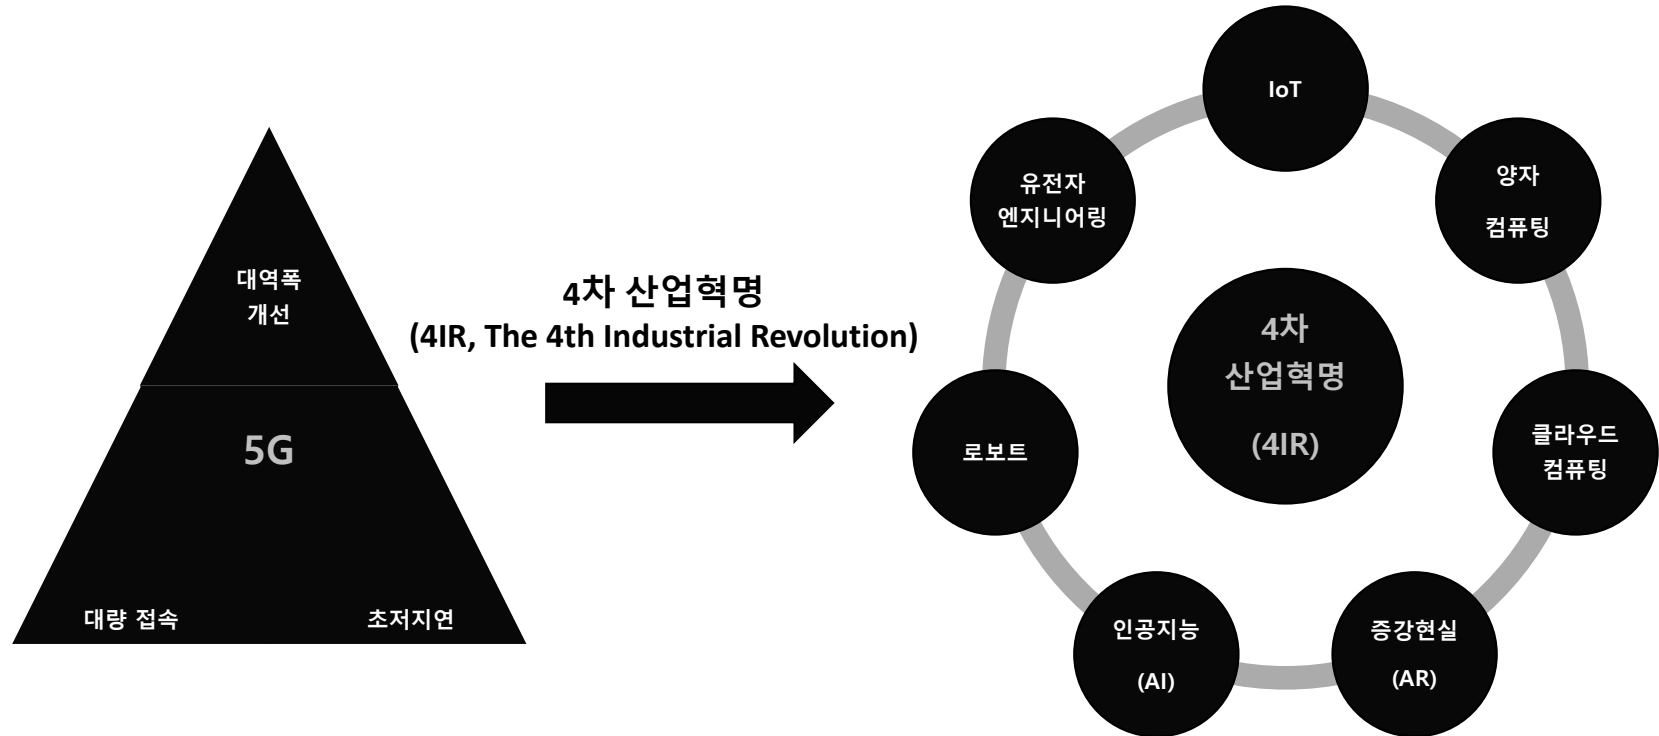 대역폭
개선
5G
대량 접속
초저지연
4차 산업혁명
(4IR, The 4th Industrial Revolution)
IoT
양자
컴퓨팅
클라우드
컴퓨팅
증강현실
(AR)
인공지능
(AI)
로보트
유전자
엔지니어링
4차
산업혁명
(4IR)